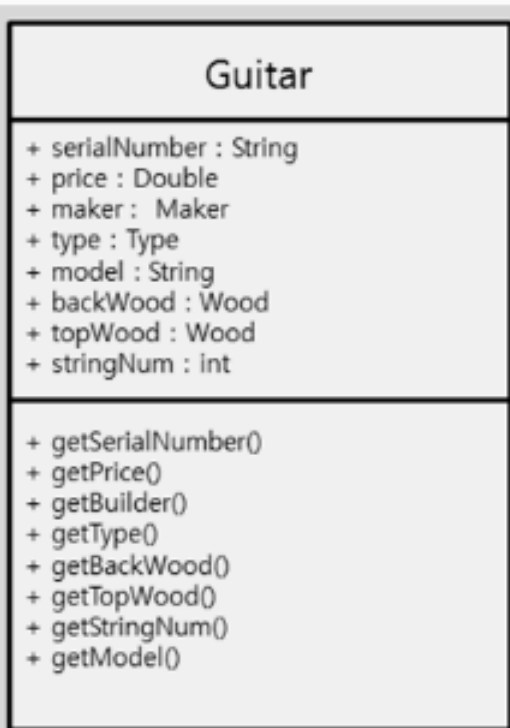 Guitar
+ serialNumber : String
+ price : Double
+ maker :  Maker
+ type : Type
+ model : String
+ backWood : Wood
+ topWood : Wood
+ stringNum : int
+ getSerialNumber()
+ getPrice()
+ getBuilder()
+ getType()
+ getBackWood()
+ getTopWood()
+ getStringNum()
+ getModel()